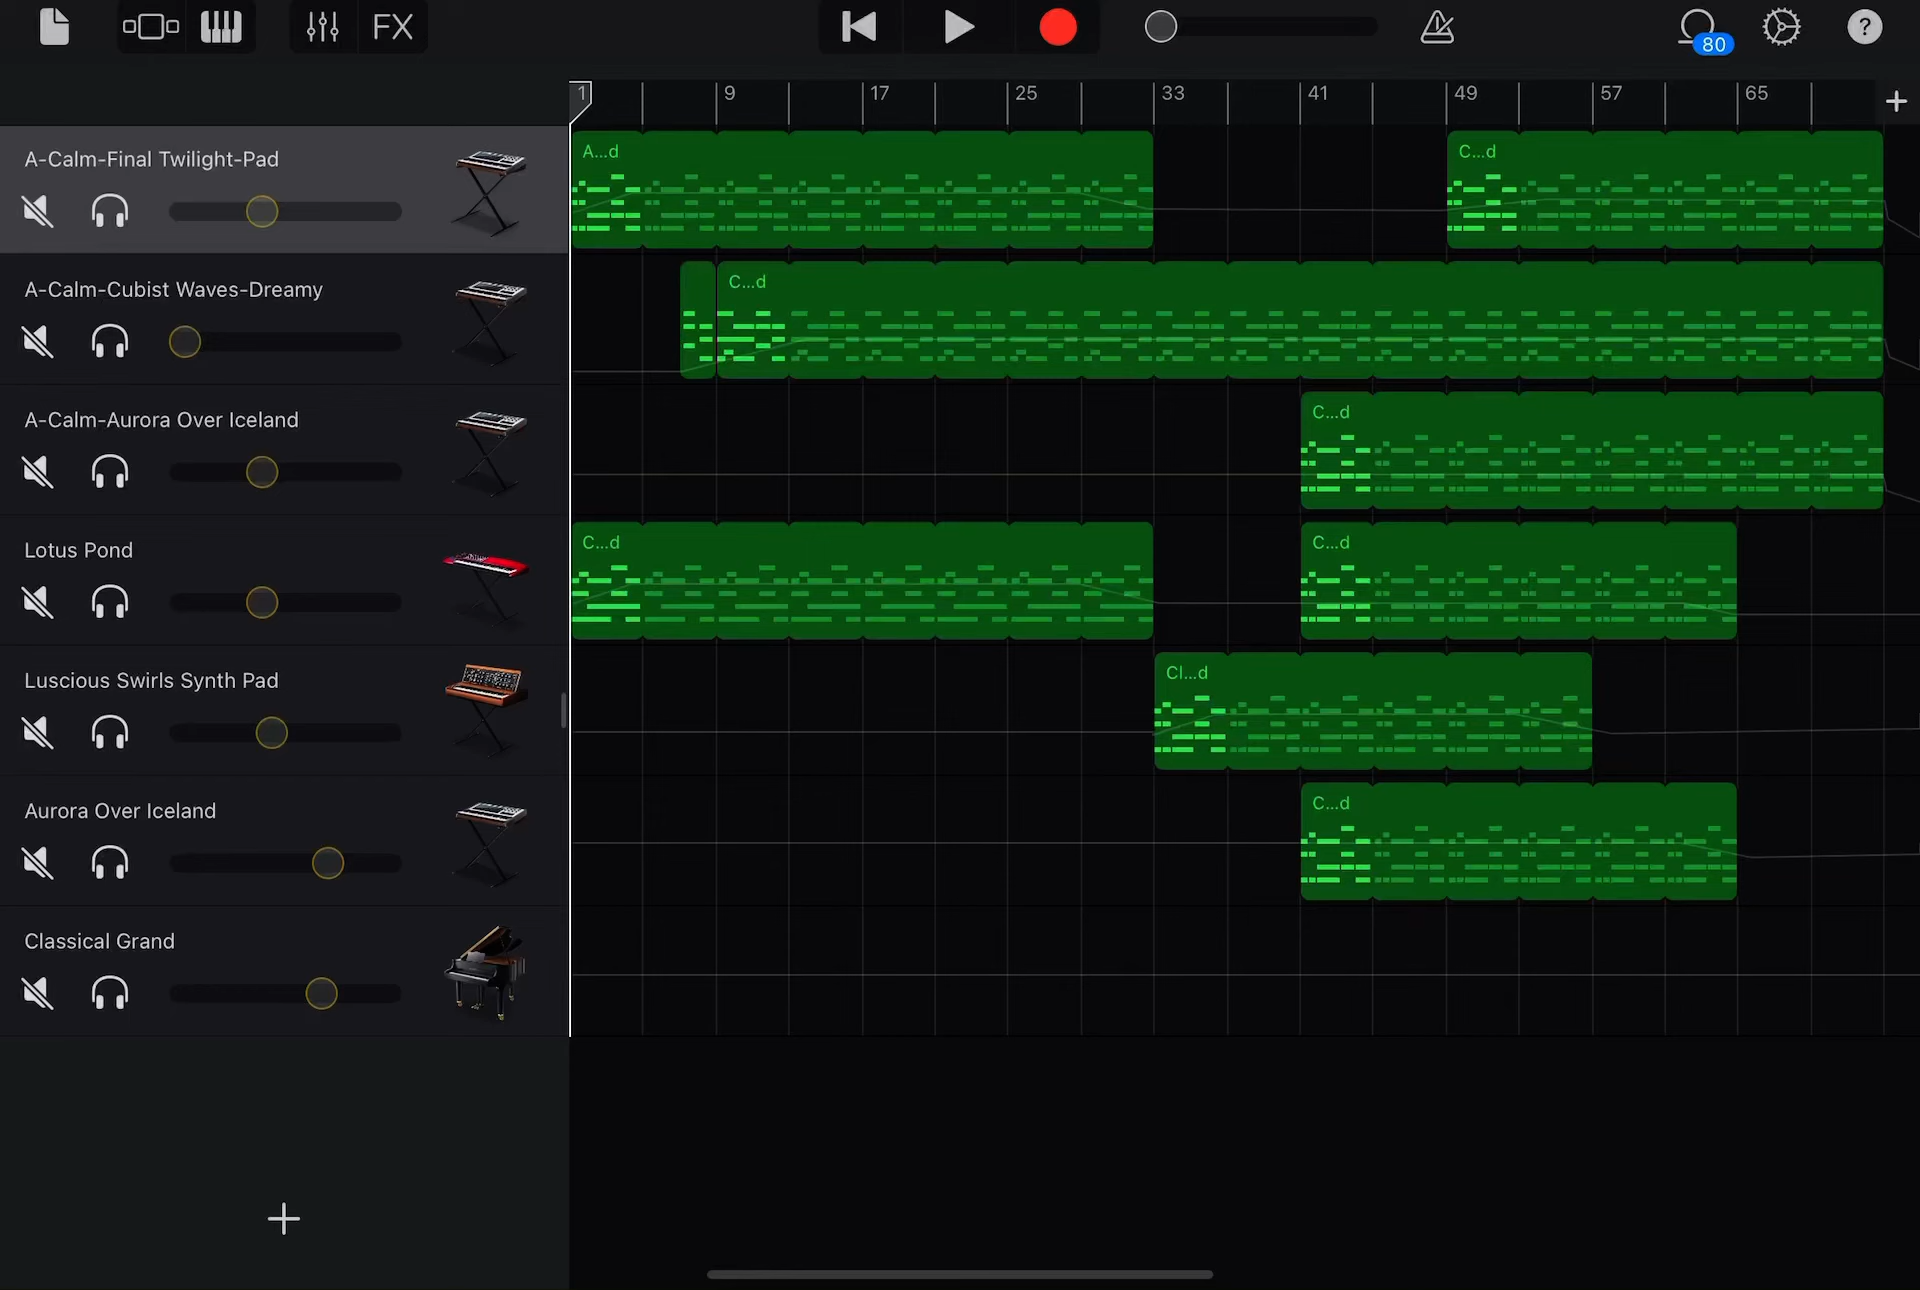 FX
?
80
1
9
17
25
33
41
49
57
65
A-Calm-Final Twilight-Pad
A...d
C...d
A-Calm-Cubist Waves-Dreamy
C...d
A-Calm-Aurora Over Iceland
C...d
Lotus Pond
C...d
C...d
Luscious Swirls Synth Pad
Cl...d
Aurora Over Iceland
C...d
Classical Grand